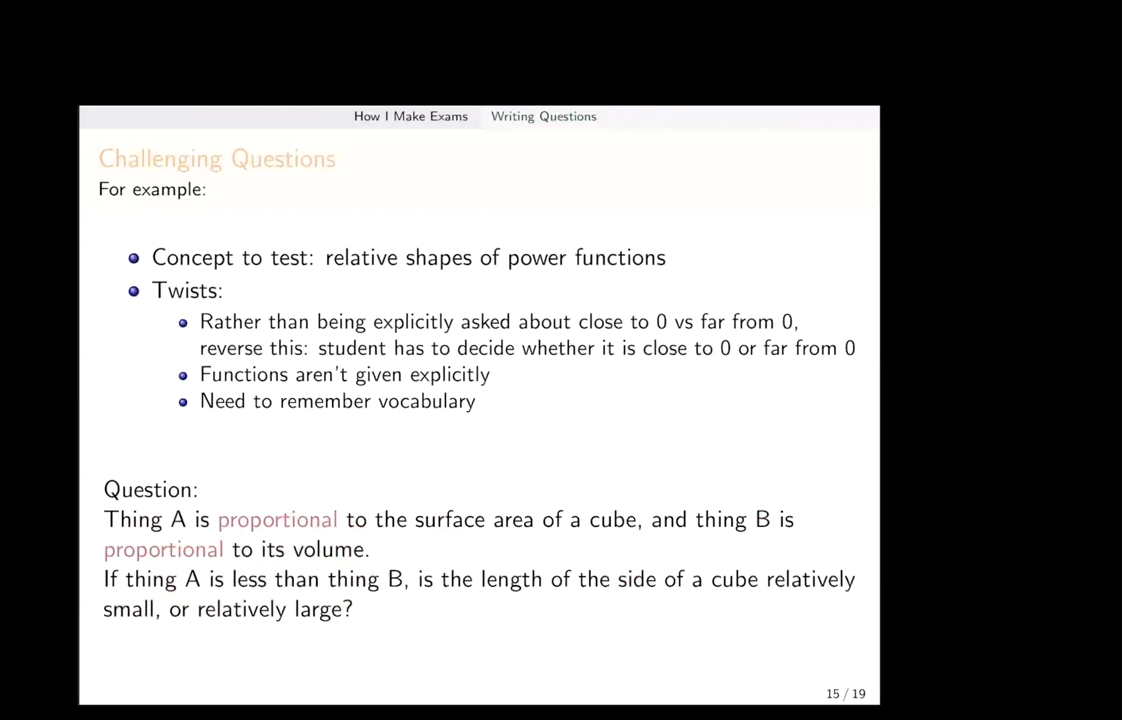 How I Make Exams Writing Questions
Challenging Questions
For example:
Concept to test: relative shapes of power functions
Twists:
Rather than being explicitly asked about close to 0 vs far from 0,
reverse this: student has to decide whether it is close to 0 or far from 0
Functions aren't given explicitly
Need to remember vocabulary
Question:
Thing A is proportional to the surface area of a cube, and thing B is
proportional to its volume.
If thing A is less than thing B, is the length of the side of a cube relatively
small, or relatively large?
15 / 19